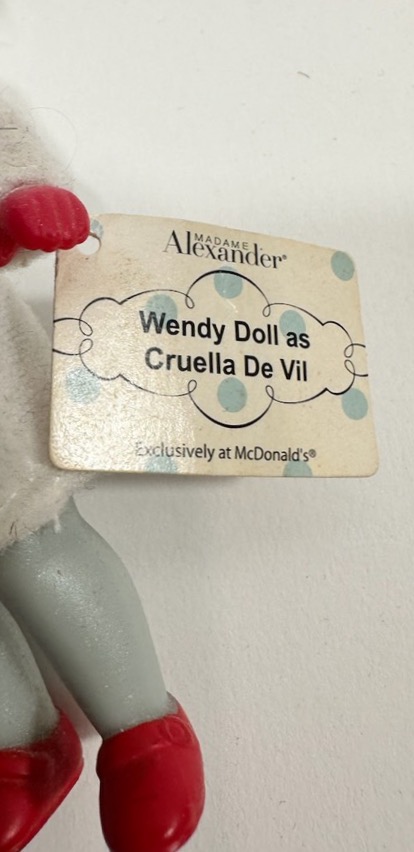 MADAME
Alexander®
Wendy Doll as
Cruella De Vil
Exclusively at McDonald's®